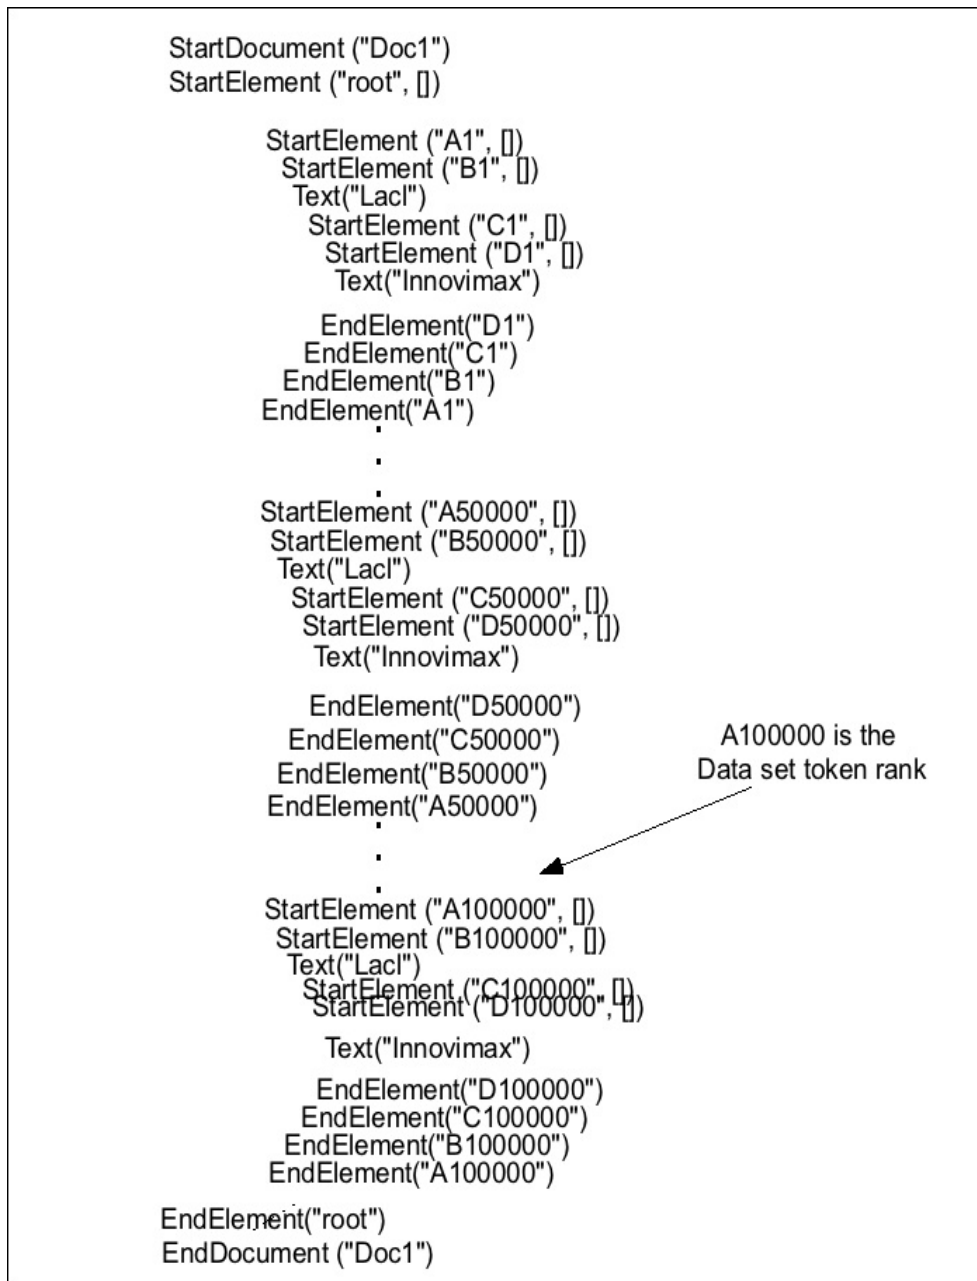 StartDocument ("Doc1")
StartElement ("root", [])
StartElement ("A1", [])
StartElement ("B1", [])
Text("Lacl")
StartElement ("C1", [])
StartElement ("D1", [])
Text("Innovimax")
EndElement("D1")
EndElement("C1")
EndElement("B1")
EndElement("A1")
StartElement ("A50000", [])
StartElement ("B50000", [])
Text("Lacl")
StartElement ("C50000", [])
StartElement ("D50000", [])
Text("Innovimax")
EndElement("D50000")
EndElement("C50000")
EndElement("B50000")
EndElement("A50000")
A100000 is the
Data set token rank
StartElement ("A100000", [])
StartElement ("B100000", [])
Text("Lacl")
StartElement ("C100000", [])
StartElement ("D100000", [])
Text("Innovimax")
EndElement("D100000")
EndElement("C100000")
EndElement("B100000")
EndElement("A100000")
EndElement("root")
EndDocument ("Doc1")